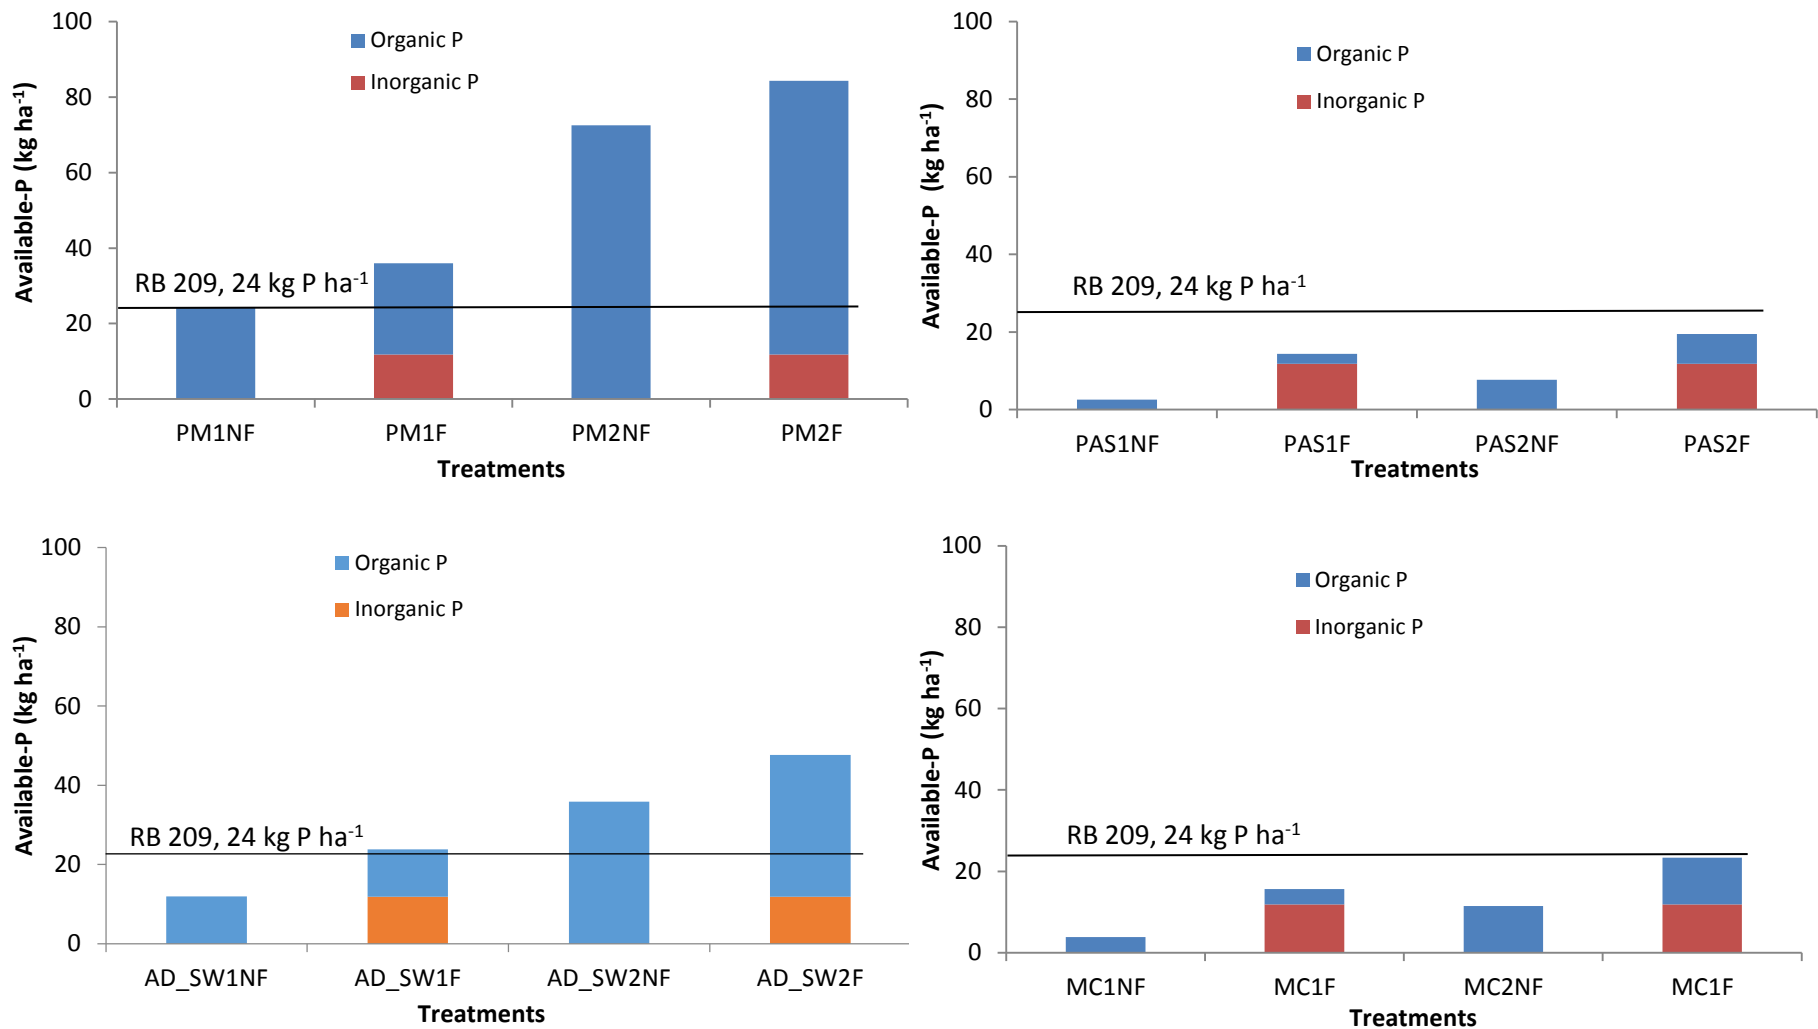 100
80
60
40
20
0
Available-P (kg ha-1)
Organic P
Inorganic P
RB 209, 24 kg P ha-1
PM1NF PM1F PM2NF PM2F
Treatments
100
80
60
40
20
0
Available-P (kg ha-1)
Organic P
Inorganic P
RB 209, 24 kg P ha-1
PAS1NF PAS1F PAS2NF PAS2F
Treatments
100
80
60
40
20
0
Available-P (kg ha-1)
Organic P
Inorganic P
RB 209, 24 kg P ha-1
AD_SW1NF AD_SW1F AD_SW2NF AD_SW2F
Treatments
100
80
60
40
20
0
Available-P (kg ha-1)
Organic P
Inorganic P
RB 209, 24 kg P ha-1
MC1NF MC1F MC2NF MC1F
Treatments